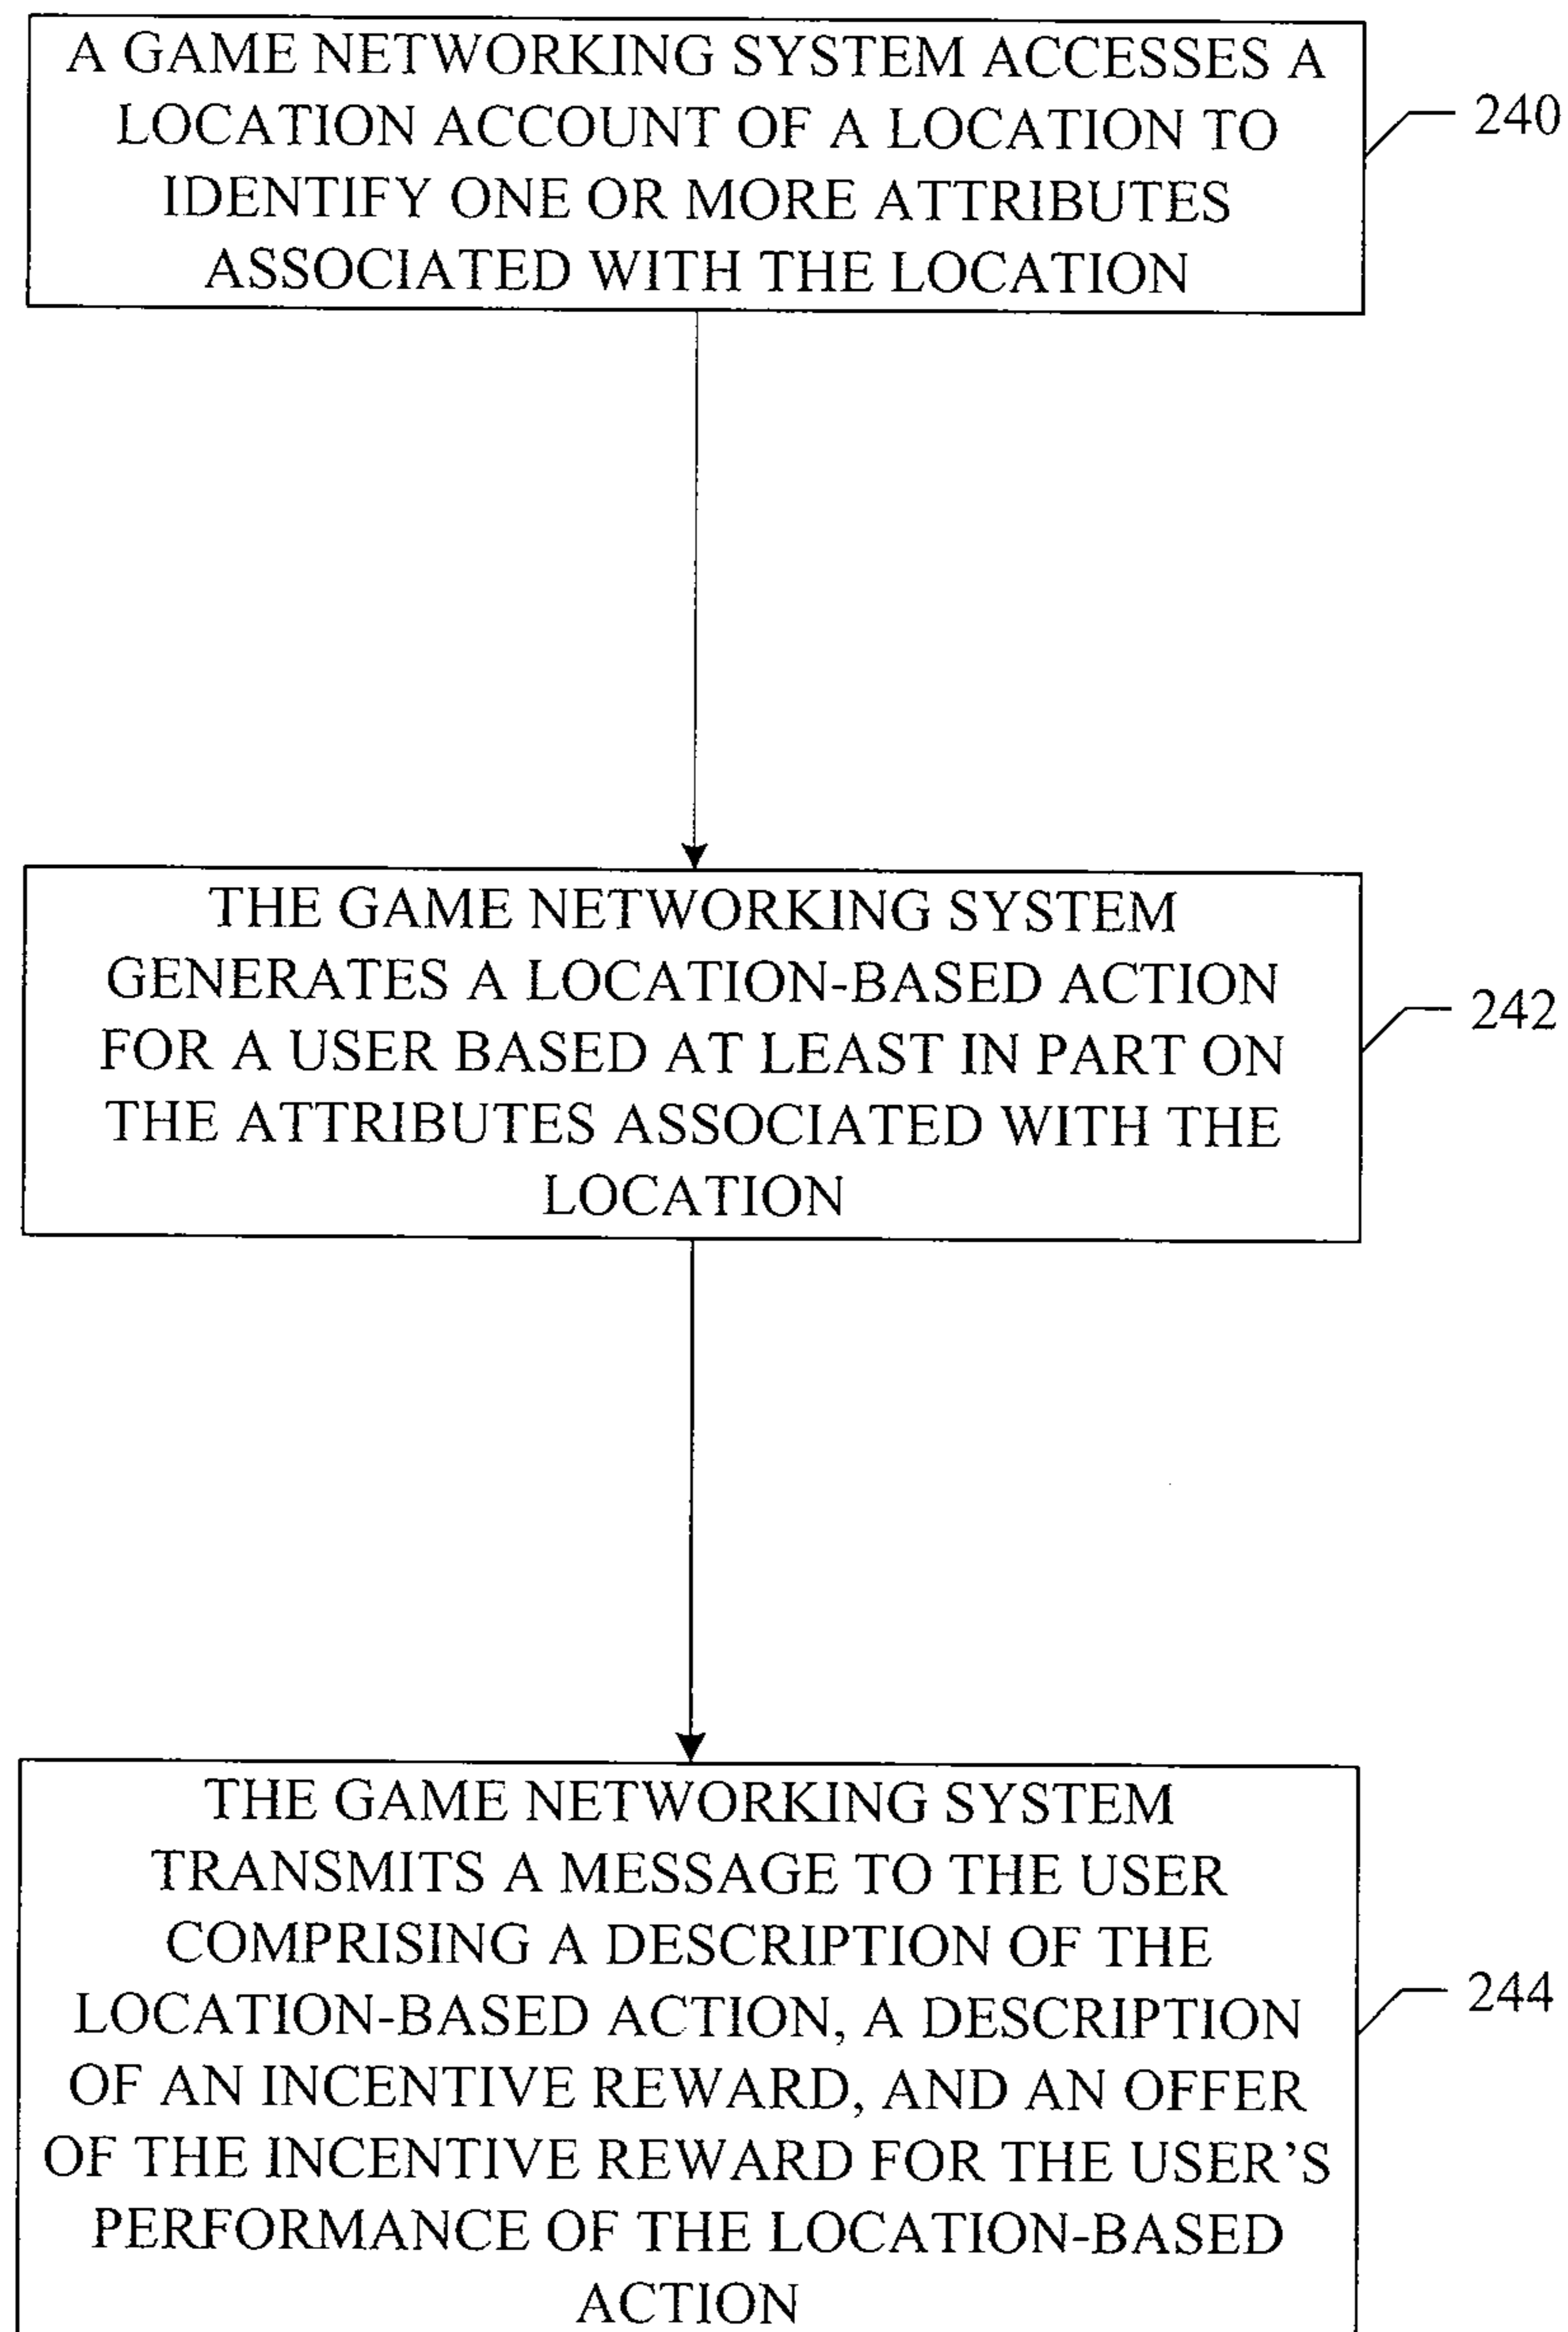 A GAME NETWORKING SYSTEM ACCESSES A
LOCATION ACCOUNT OF A LOCATION TO
IDENTIFY ONE OR MORE ATTRIBUTES
ASSOCIATED WITH THE LOCATION
240
THE GAME NETWORKING SYSTEM
GENERATES A LOCATION-BASED ACTION
FOR A USER BASED AT LEAST IN PART ON
THE ATTRIBUTES ASSOCIATED WITH THE
LOCATION
242
THE GAME NETWORKING SYSTEM
TRANSMITS A MESSAGE TO THE USER
COMPRISING A DESCRIPTION OF THE
LOCATION-BASED ACTION, A DESCRIPTION
OF AN INCENTIVE REWARD, AND AN OFFER
OF THE INCENTIVE REWARD FOR THE USER'S
PERFORMANCE OF THE LOCATION-BASED
ACTION
244